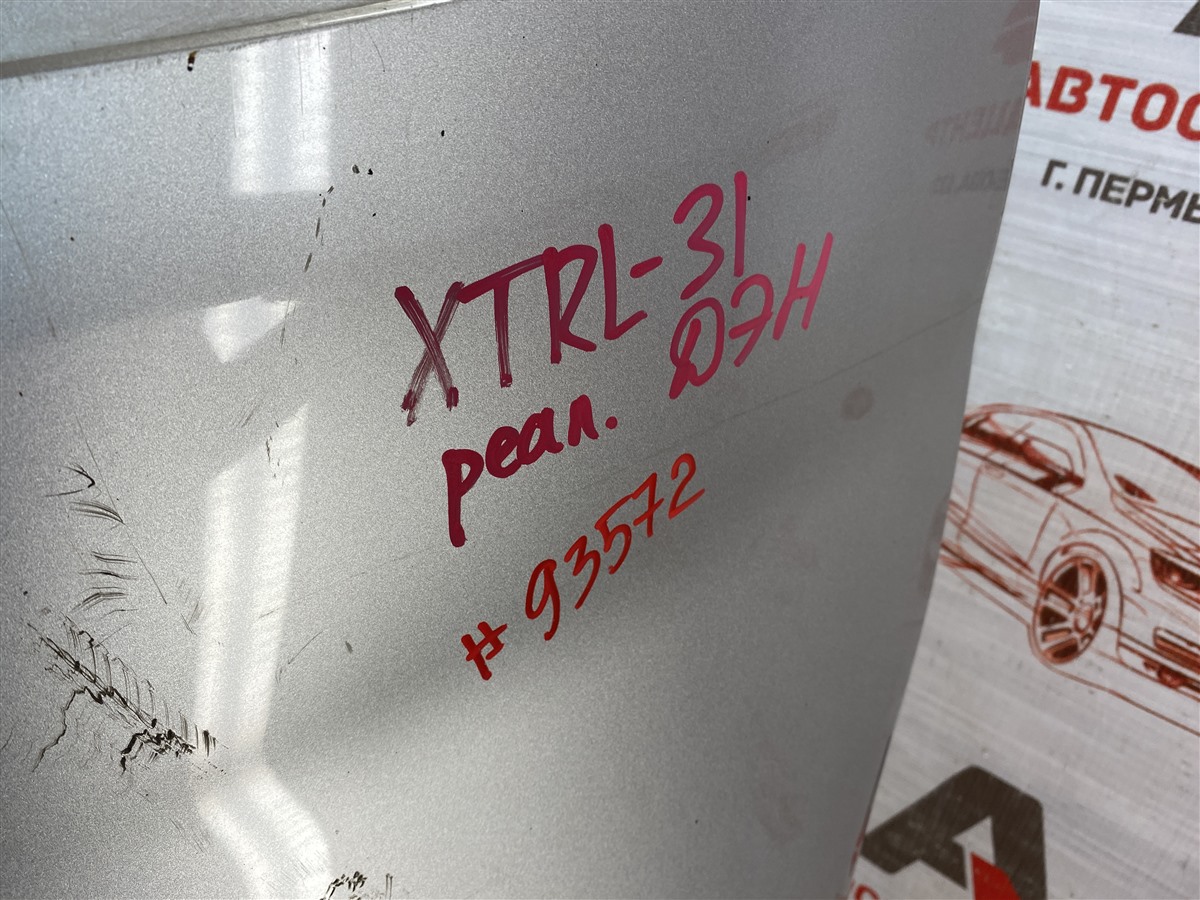 XTRL-31
реал. ДЭН
# 93572
АВТОС
Г. ПЕРМЬ